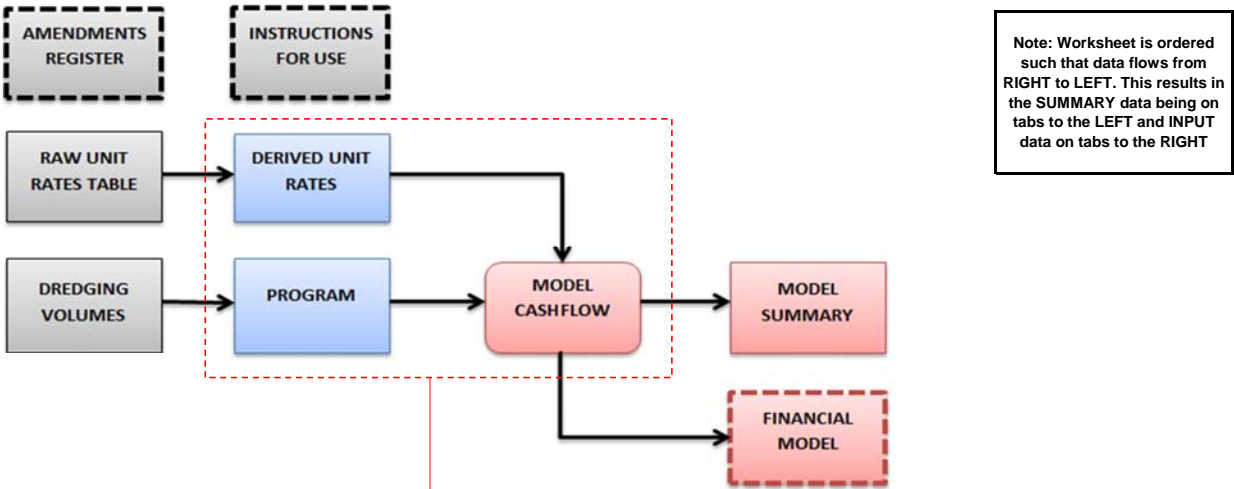 AMENDMENTS
REGISTER
INSTRUCTIONS
FOR USE
Note: Worksheet is ordered
such that data flows from
RIGHT to LEFT. This results in
the SUMMARY data being on
tabs to the LEFT and INPUT
data on tabs to the RIGHT
RAW UNIT
RATES TABLE
DERIVED UNIT
RATES
DREDGING
VOLUMES
PROGRAM
MODEL
CASHFLOW
MODEL
SUMMARY
FINANCIAL
MODEL